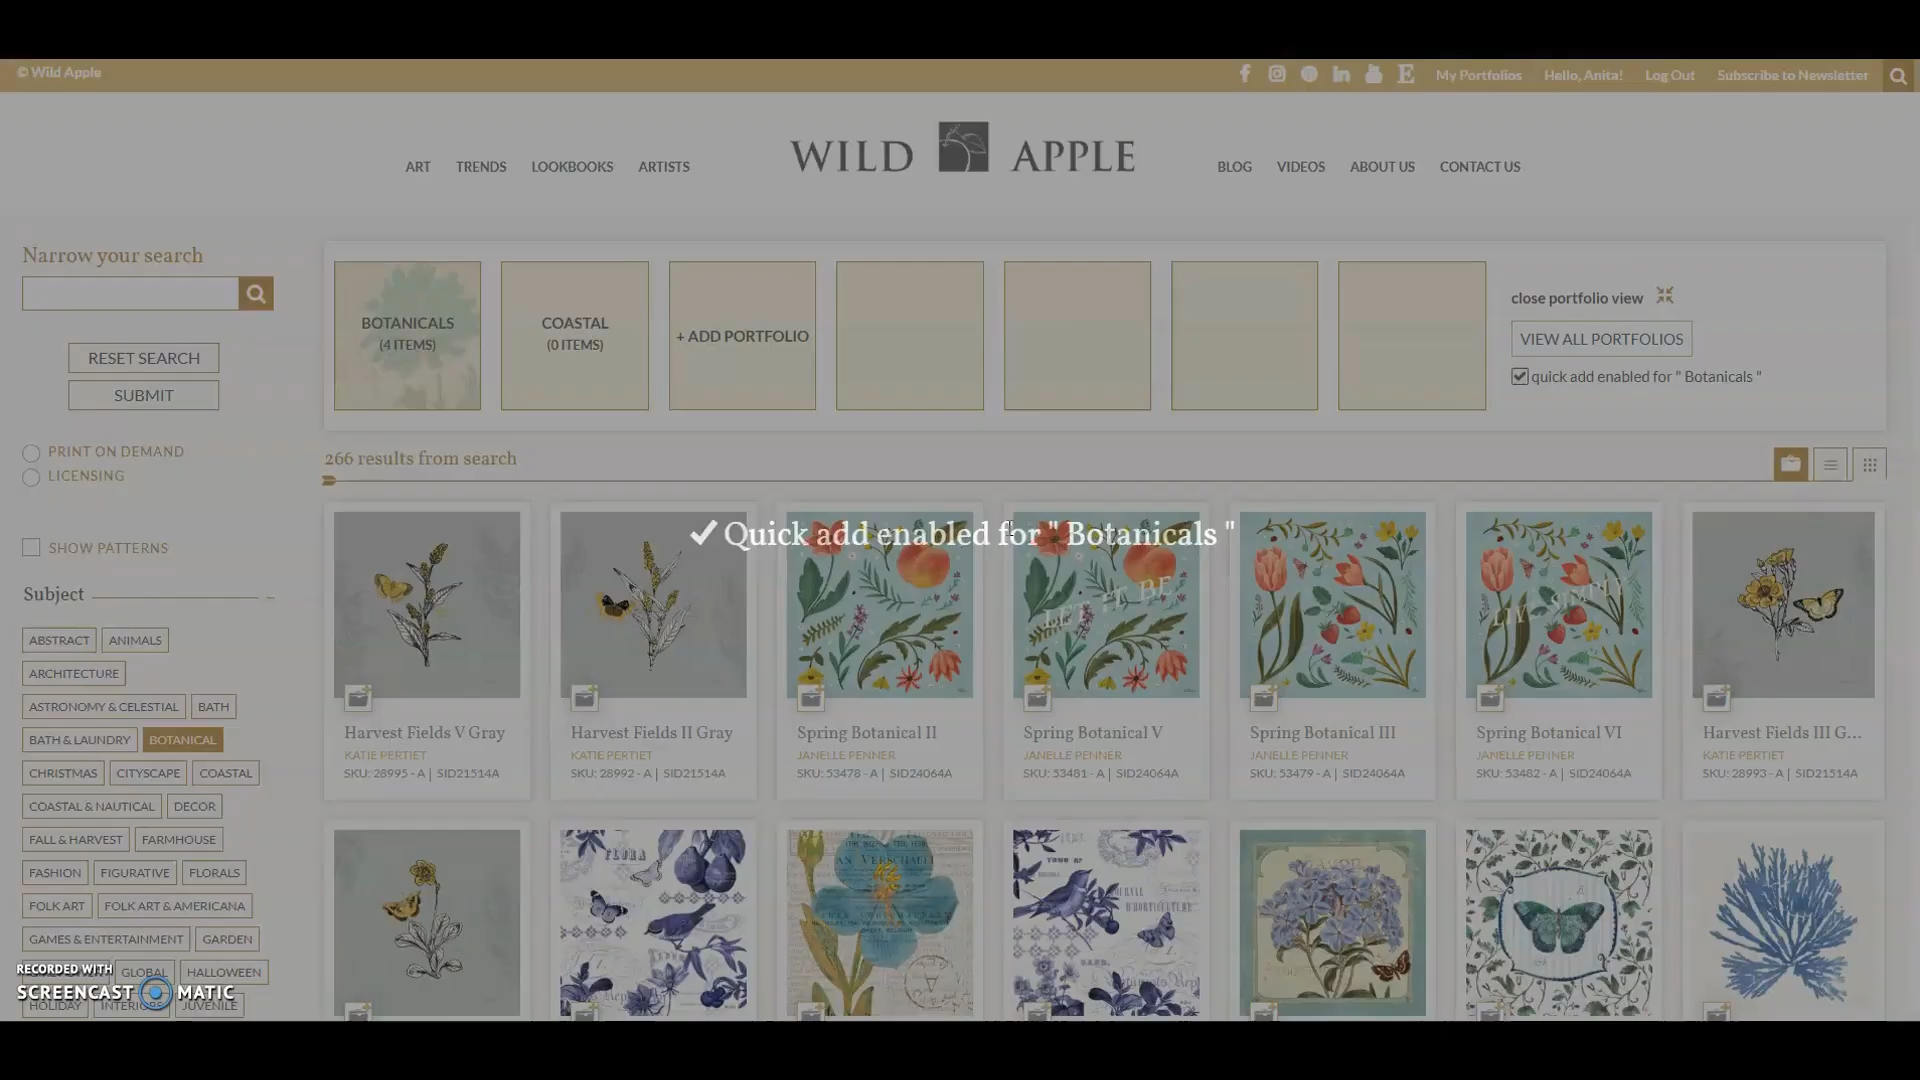 © Wild Apple
My Portfolios
Hello, Anita!
Log Out
Subscribe to Newsletter
ART
TRENDS
LOOKBOOKS
ARTISTS
WILD APPLE
BLOG
VIDEOS
ABOUT US
CONTACT US
Narrow your search
RESET SEARCH
SUBMIT
PRINT ON DEMAND
LICENSING
SHOW PATTERNS
Subject
ABSTRACT
ANIMALS
ARCHITECTURE
ASTRONOMY & CELESTIAL
BATH
BATH & LAUNDRY
BOTANICAL
CHRISTMAS
CITYSCAPE
COASTAL
COASTAL & NAUTICAL
DECOR
FALL & HARVEST
FARMHOUSE
FASHION
FIGURATIVE
FLORALS
FOLK ART
FOLK ART & AMERICANA
GAMES & ENTERTAINMENT
GARDEN
GLOBAL
HALLOWEEN
HOLIDAY
INTERIORS
JUVENILE
RECORDED WITH
SCREENCAST MATIC
BOTANICALS
(4 ITEMS)
COASTAL
(0 ITEMS)
+ ADD PORTFOLIO
close portfolio view
VIEW ALL PORTFOLIOS
quick add enabled for " Botanicals "
266 results from search
Quick add enabled for " Botanicals "
LET IT BE
LIVE SIMPLY
Harvest Fields V Gray
KATIE PERTIET
SKU: 28995 - A | SID21514A
Harvest Fields II Gray
KATIE PERTIET
SKU: 28992 - A | SID21514A
Spring Botanical II
JANELLE PENNER
SKU: 53478 - A | SID24064A
Spring Botanical V
JANELLE PENNER
SKU: 53481 - A | SID24064A
Spring Botanical III
JANELLE PENNER
SKU: 53479 - A | SID24064A
Spring Botanical VI
JANELLE PENNER
SKU: 53482 - A | SID24064A
Harvest Fields III G...
KATIE PERTIET
SKU: 28993 - A | SID21514A
FLORA